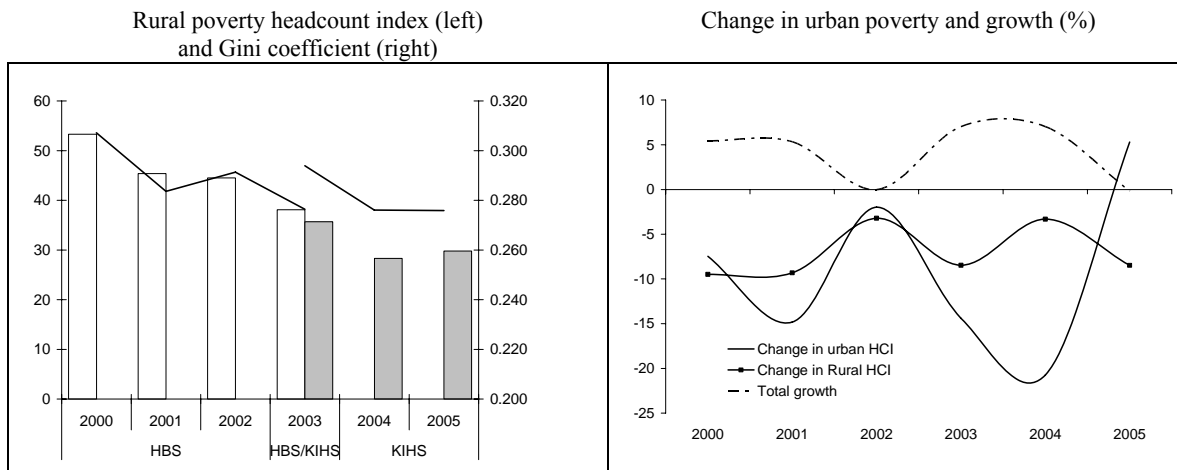 Rural poverty headcount index (left)
and Gini coefficient (right)
60
50
40
30
20
10
0
0.320
0.300
0.280
0.260
0.240
0.220
0.200
2000 2001 2002 2003 2004 2005
HBS HBS/KIHS KIHS
Change in urban poverty and growth (%)
10
5
0
-5
-10
-15
-20
-25
Change in urban HCI
Change in Rural HCI
Total growth
2000 2001 2002 2003 2004 2005